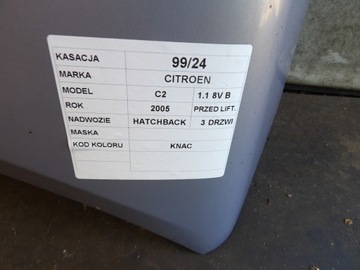 KASACJA 99/24
MARKA CITROEN
MODEL C2 1.1 8V B
ROK 2005 PRZED LIFT.
NADWOZIE HATCHBACK 3 DRZWI
MASKA
KOD KOLORU KNAC